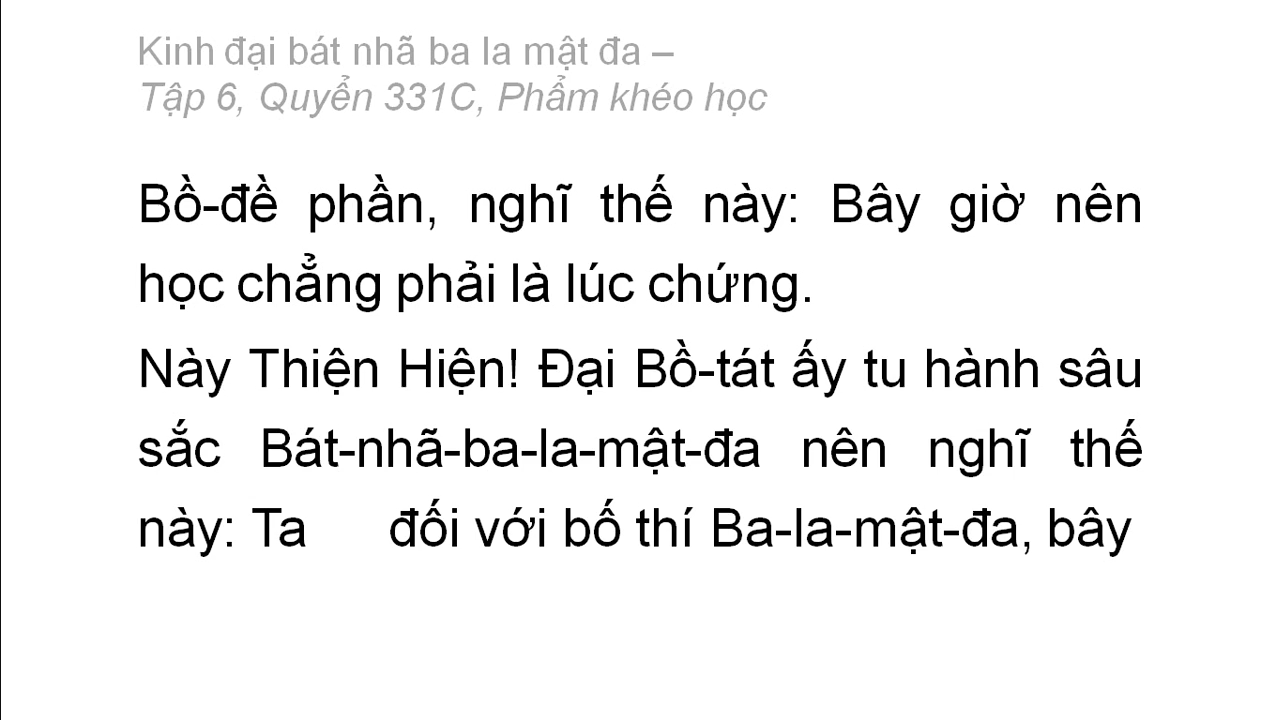 Kinh đại bát nhã ba la mật đa –
Tập 6, Quyển 331C, Phẩm khéo học
Bồ-đề phần, nghĩ thế này: Bây giờ nên
học chẳng phải là lúc chứng.
Này Thiện Hiện! Đại Bồ-tát ấy tu hành sâu
sắc Bát-nhã-ba-la-mật-đa nên nghĩ thế
này: Ta đối với bố thí Ba-la-mật-đa, bây